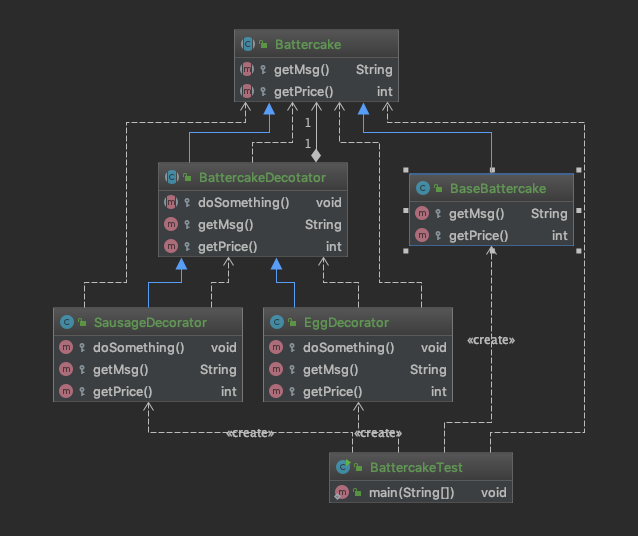 Battercake
getMsg() String
getPrice() int
1
1
BattercakeDecotator
doSomething() void
getMsg() String
getPrice() int
BaseBattercake
getMsg() String
getPrice() int
SausageDecorator
doSomething() void
getMsg() String
getPrice() int
EggDecorator
doSomething() void
getMsg() String
getPrice() int
«create»
«create»
«create»
BattercakeTest
main(String[]) void